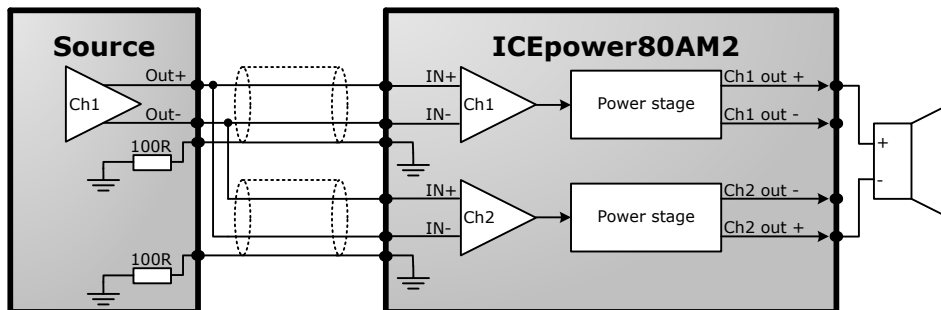 Source
ICEpower80AM2
Out+
Ch1
Out-
100R
100R
IN+
Ch1
IN-
Power stage
Ch1 out +
Ch1 out -
IN+
Ch2
IN-
Power stage
Ch2 out -
Ch2 out +
+
-